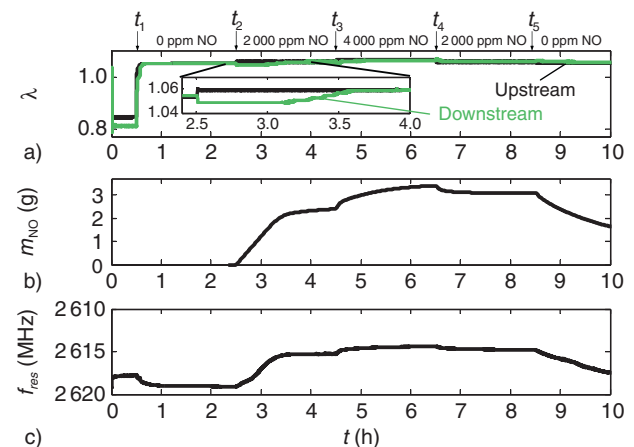 t1 t2 t3 t4 t5
0 ppm NO 2 000 ppm NO 4 000 ppm NO 2 000 ppm NO 0 ppm NO
a)
λ
1.0
0.8
1.06
1.04
2.5 3.0 3.5 4.0
Upstream
Downstream
0 1 2 3 4 5 6 7 8 9 10
b)
mNO (g)
3
2
1
0
0 1 2 3 4 5 6 7 8 9 10
c)
fres (MHz)
2 610
2 615
2 620
0 1 2 3 4 5 6 7 8 9 10
t (h)